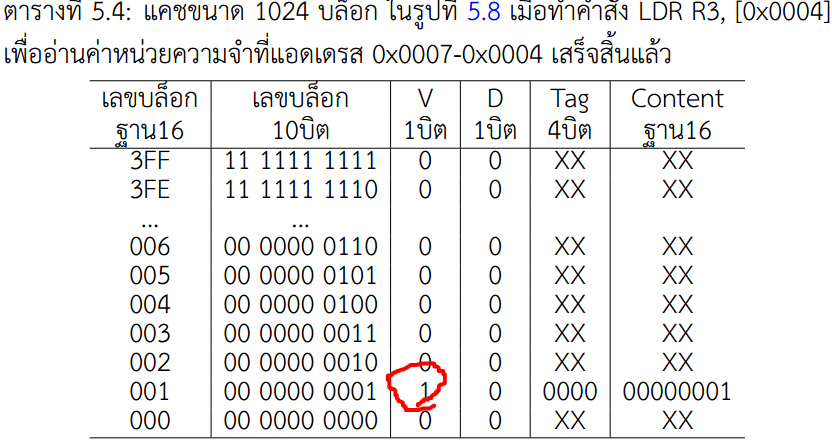 ตารางที่ 5.4: แคชขนาด 1024 บล็อก ในรูปที่ 5.8 เมื่อทำคำสั่ง LDR R3, [0x0004]
เพื่ออ่านค่าหน่วยความจำที่แอดเดรส 0x0007-0x0004 เสร็จสิ้นแล้ว
เลขบล็อก เลขบล็อก V D Tag Content
ฐาน16 10บิต 1บิต 1บิต 4บิต ฐาน16
3FF 11 1111 1111 0 0 XX XX
3FE 11 1111 1110 0 0 XX XX
... ...
006 00 0000 0110 0 0 XX XX
005 00 0000 0101 0 0 XX XX
004 00 0000 0100 0 0 XX XX
003 00 0000 0011 0 0 XX XX
002 00 0000 0010 0 0 XX XX
001 00 0000 0001 1 0 0000 00000001
000 00 0000 0000 0 0 XX XX